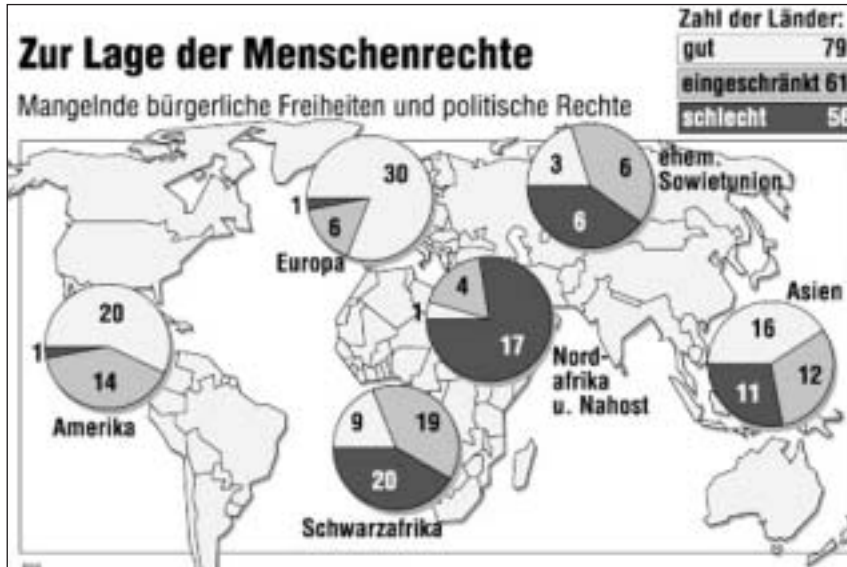 Zur Lage der Menschenrechte
Mangelnde bürgerliche Freiheiten und politische Rechte
Zahl der Länder:
gut 79
eingeschränkt 61
schlecht 56
30
1
6
Europa
3
6
6
ehem.
Sowietunion
20
1
14
Amerika
4
1
17
Nord-
afrika
u. Nahost
Asien
16
12
11
9
19
20
Schwarzafrika